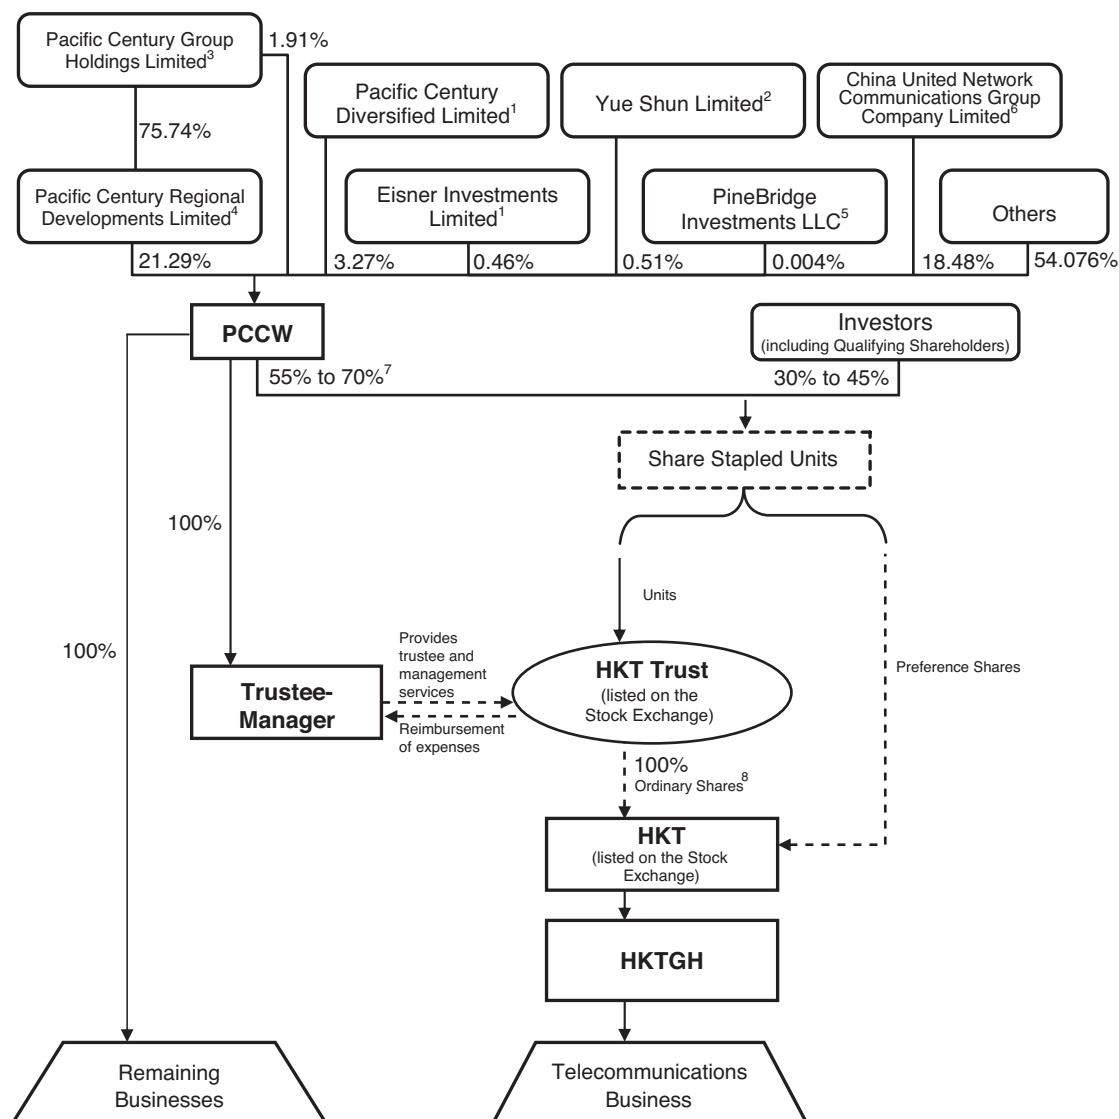 Pacific Century Group
Holdings Limited3
1.91%
75.74%
Pacific Century
Diversified Limited1
Yue Shun Limited2
China United Network
Communications Group
Company Limited6
Pacific Century Regional
Developments Limited4
Eisner Investments
Limited1
PineBridge
Investments LLC5
Others
21.29%
3.27%
0.46%
0.51%
0.004%
18.48%
54.076%
PCCW
Investors
(including Qualifying Shareholders)
55% to 70%7
30% to 45%
Share Stapled Units
100%
Units
100%
Provides
trustee and
management
services
Preference Shares
Trustee-
Manager
HKT Trust
(listed on the
Stock Exchange)
Reimbursement
of expenses
100%
Ordinary Shares8
HKT
(listed on the Stock
Exchange)
HKTGH
Remaining
Businesses
Telecommunications
Business